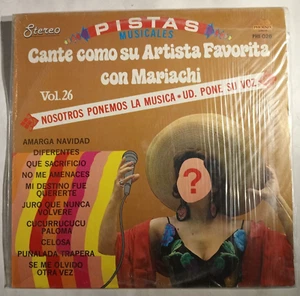 Stereo
PISTAS
MUSICALES
Cante como su Artista Favorita
con Mariachi
Vol. 26
NOSOTROS PONEMOS LA MUSICA • UD. PONE SU VOZ
AMARGA NAVIDAD
DIFERENTES
QUE SACRIFICIO
NO ME AMENACES
MI DESTINO FUE
QUERERTE
JURO QUE NUNCA
VOLVERE
CUCURRUCUCU
PALOMA
CELOSA
PUÑALADA TRAPERA
SE ME OLVIDO
OTRA VEZ
?